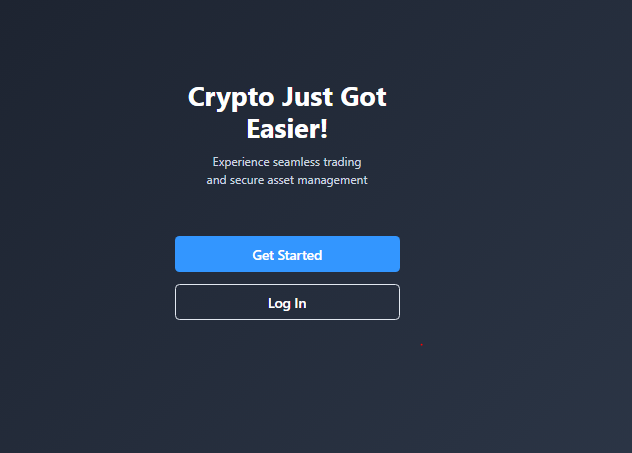 Crypto Just Got
Easier!
Experience seamless trading
and secure asset management
Get Started
Log In